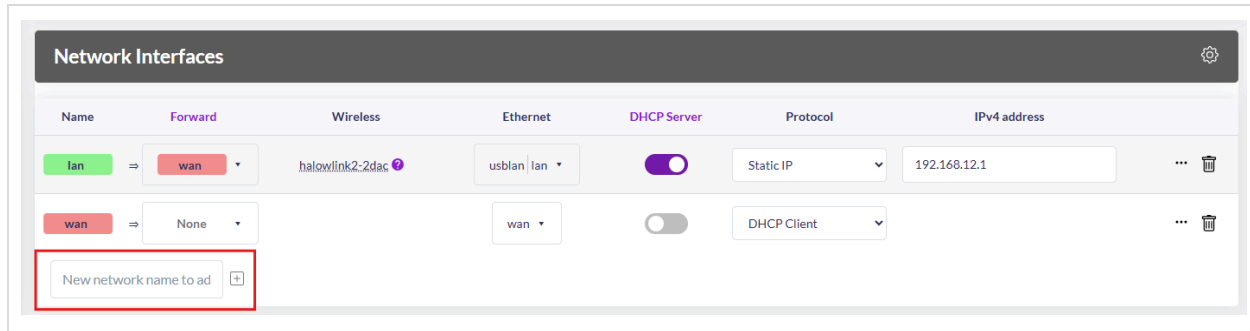 Network Interfaces
Name Forward Wireless Ethernet DHCP Server Protocol IPv4 address
lan ⇒ wan halowlink2-2dac ? usblan lan Static IP 192.168.12.1 ...
wan ⇒ None wan DHCP Client ...
New network name to ad +